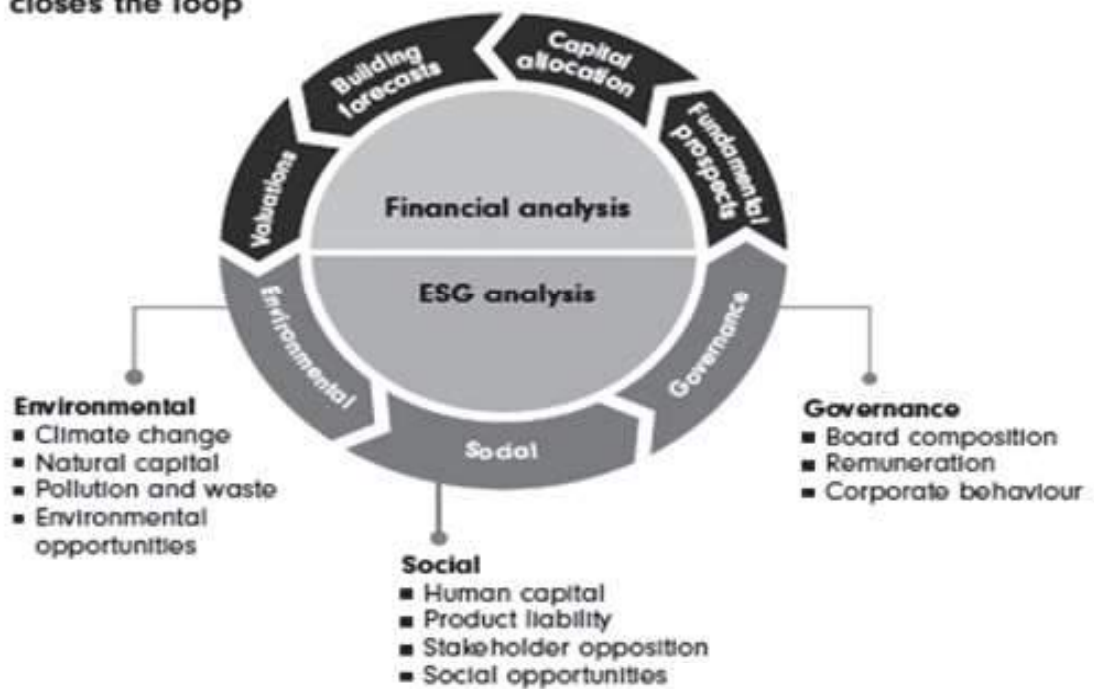 closes the loop
Building
forecasts
Capital
allocation
Fundamental
prospects
Valuations
Financial analysis
ESG analysis
Environmental
Social
Governance
Environmental
▪ Climate change
▪ Natural capital
▪ Pollution and waste
▪ Environmental
opportunities
Social
▪ Human capital
▪ Product liability
▪ Stakeholder opposition
▪ Social opportunities
Governance
▪ Board composition
▪ Remuneration
▪ Corporate behaviour